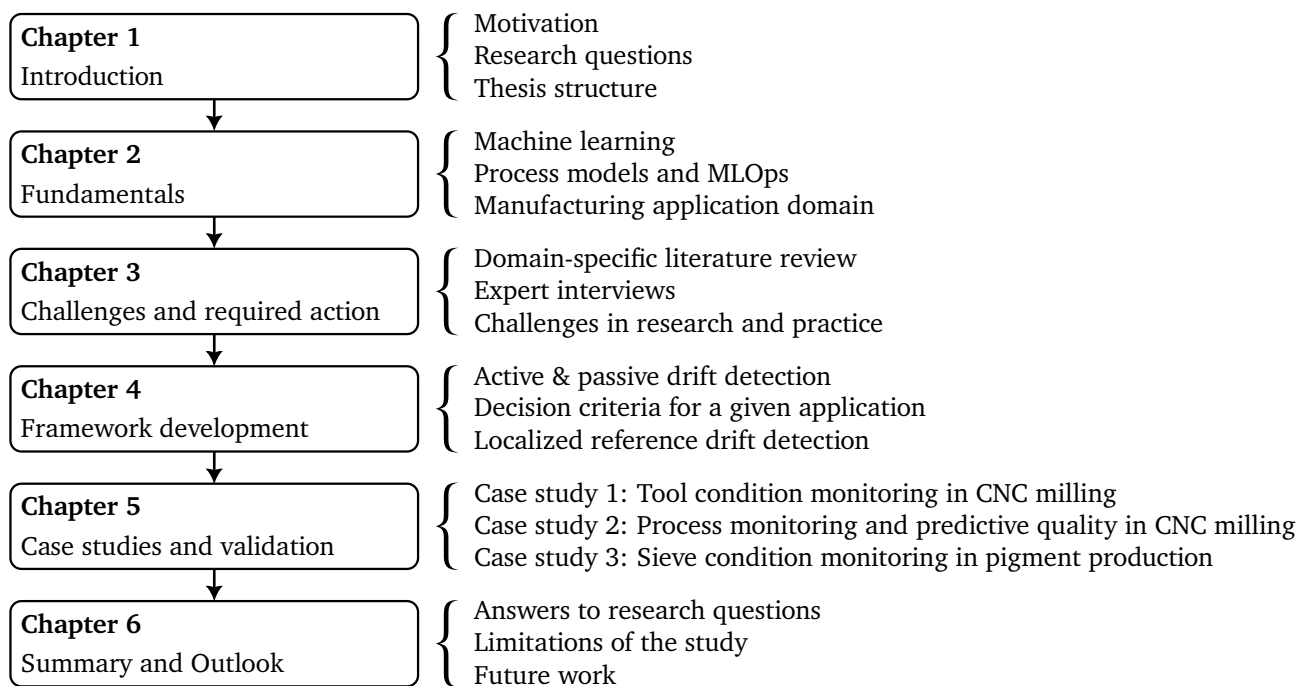 Chapter 1
Introduction
Motivation
Research questions
Thesis structure
Chapter 2
Fundamentals
Machine learning
Process models and MLOps
Manufacturing application domain
Chapter 3
Challenges and required action
Domain-specific literature review
Expert interviews
Challenges in research and practice
Chapter 4
Framework development
Active & passive drift detection
Decision criteria for a given application
Localized reference drift detection
Chapter 5
Case studies and validation
Case study 1: Tool condition monitoring in CNC milling
Case study 2: Process monitoring and predictive quality in CNC milling
Case study 3: Sieve condition monitoring in pigment production
Chapter 6
Summary and Outlook
Answers to research questions
Limitations of the study
Future work